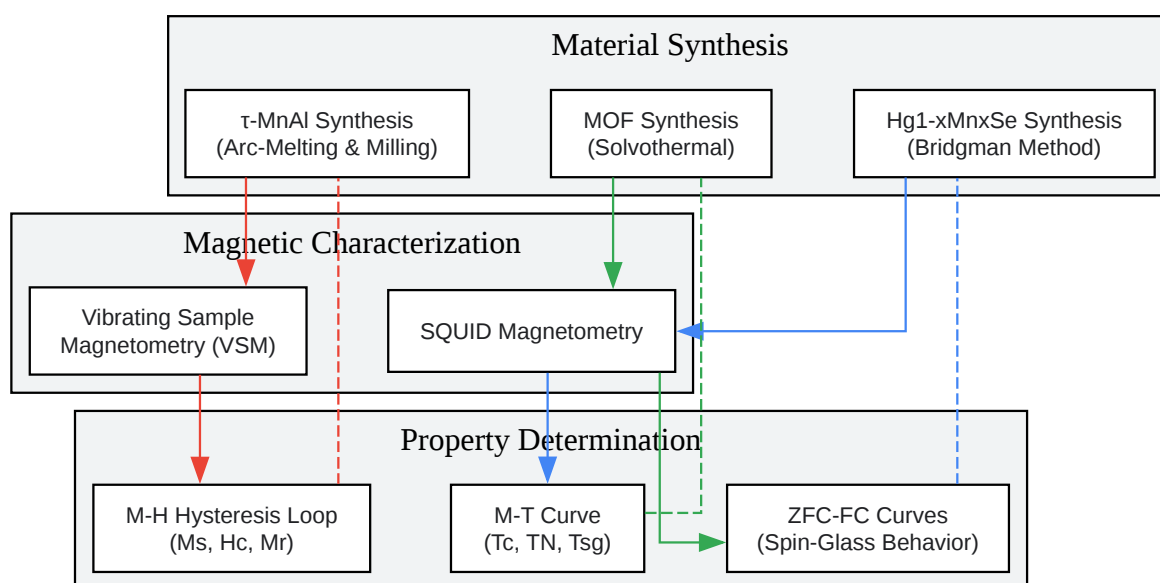 Material Synthesis
τ-MnAl Synthesis
(Arc-Melting & Milling)
MOF Synthesis
(Solvothermal)
Hg1-xMnxSe Synthesis
(Bridgman Method)
Magnetic Characterization
Vibrating Sample
Magnetometry (VSM)
SQUID Magnetometry
Property Determination
M-H Hysteresis Loop
(Ms, Hc, Mr)
M-T Curve
(Tc, TN, Tsg)
ZFC-FC Curves
(Spin-Glass Behavior)